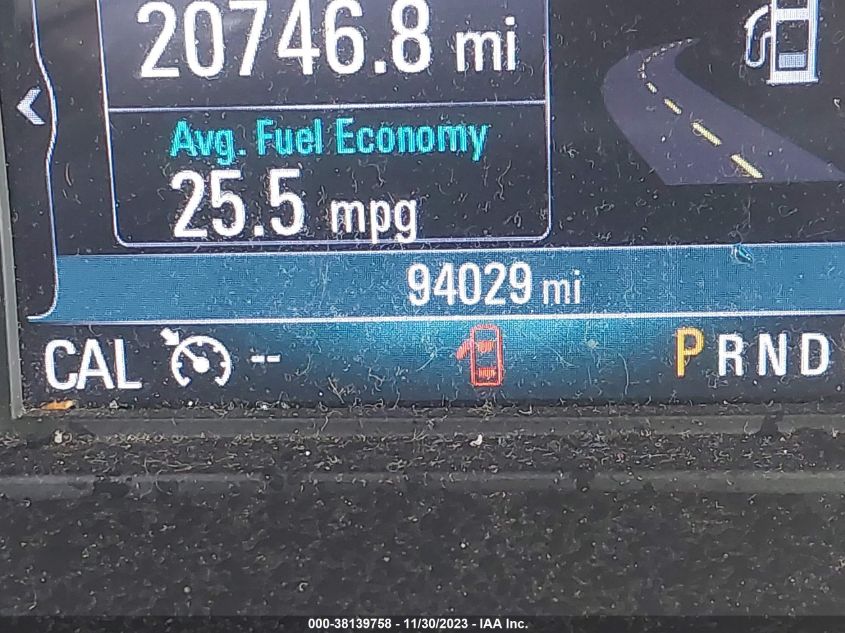 20746.8 mi
Avg. Fuel Economy
25.5 mpg
94029 mi
CAL -- P R N D
000-38139758 - 11/30/2023 - IAA Inc.